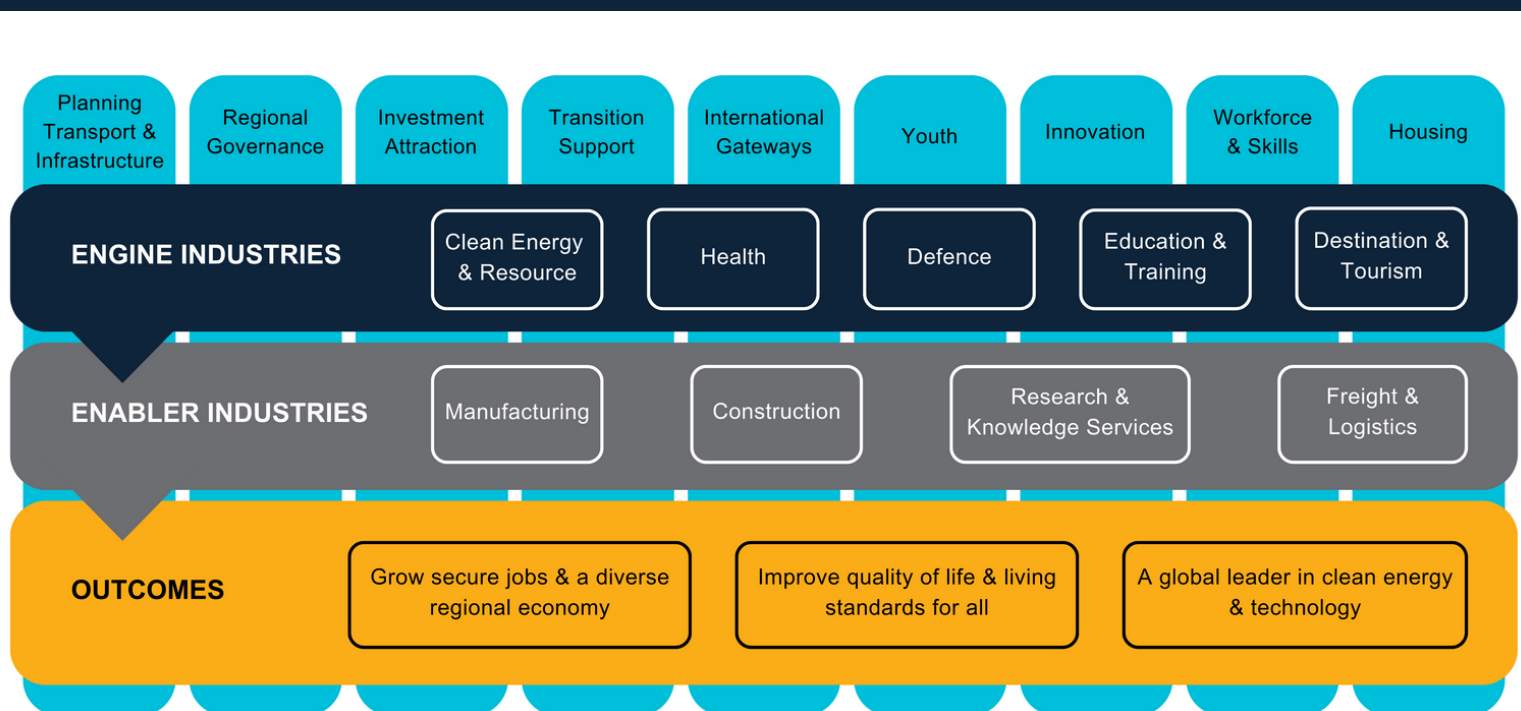 Planning
Transport &
Infrastructure
Regional
Governance
Investment
Attraction
Transition
Support
International
Gateways
Youth
Innovation
Workforce
& Skills
Housing
ENGINE INDUSTRIES
Clean Energy
& Resource
Health
Defence
Education &
Training
Destination &
Tourism
ENABLER INDUSTRIES
Manufacturing
Construction
Research &
Knowledge Services
Freight &
Logistics
OUTCOMES
Grow secure jobs & a diverse
regional economy
Improve quality of life & living
standards for all
A global leader in clean energy
& technology